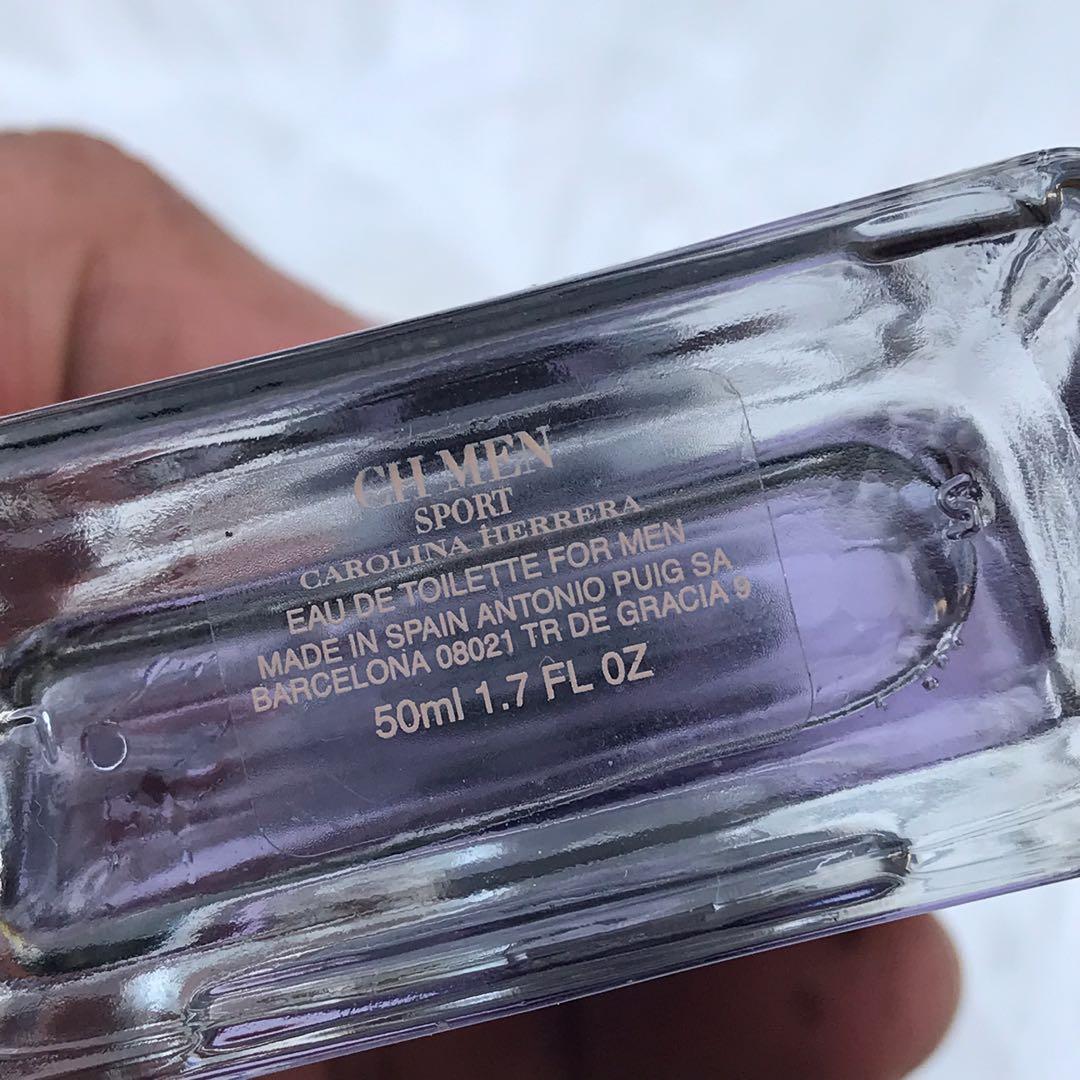 CH MEN
SPORT
CAROLINA HERRERA
EAU DE TOILETTE FOR MEN
MADE IN SPAIN ANTONIO PUIG SA
BARCELONA 08021 TR DE GRACIA 9
50ml 1.7 FL OZ